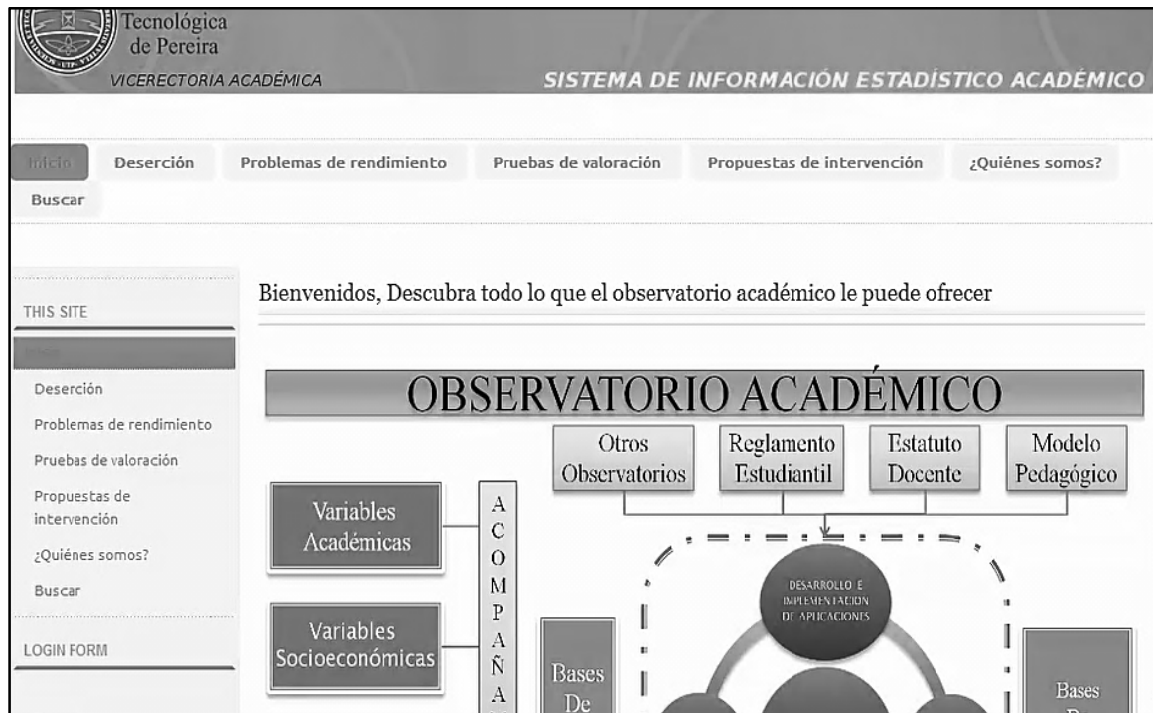 Tecnológica
de Pereira
VICERECTORIA ACADÉMICA
SISTEMA DE INFORMACIÓN ESTADÍSTICO ACADÉMICO
Inicio
Deserción
Problemas de rendimiento
Pruebas de valoración
Propuestas de intervención
¿Quiénes somos?
Buscar
THIS SITE
Deserción
Problemas de rendimiento
Pruebas de valoración
Propuestas de
intervención
¿Quiénes somos?
Buscar
LOGIN FORM
Bienvenidos, Descubra todo lo que el observatorio académico le puede ofrecer
OBSERVATORIO ACADÉMICO
Otros
Observatorios
Reglamento
Estudiantil
Estatuto
Docente
Modelo
Pedagógico
Variables
Académicas
Variables
Socioeconómicas
A
C
O
M
P
A
Ñ
A
Bases
De
DESARROLLO E
IMPLEMENTACIÓN
DE APLICACIONES
Bases